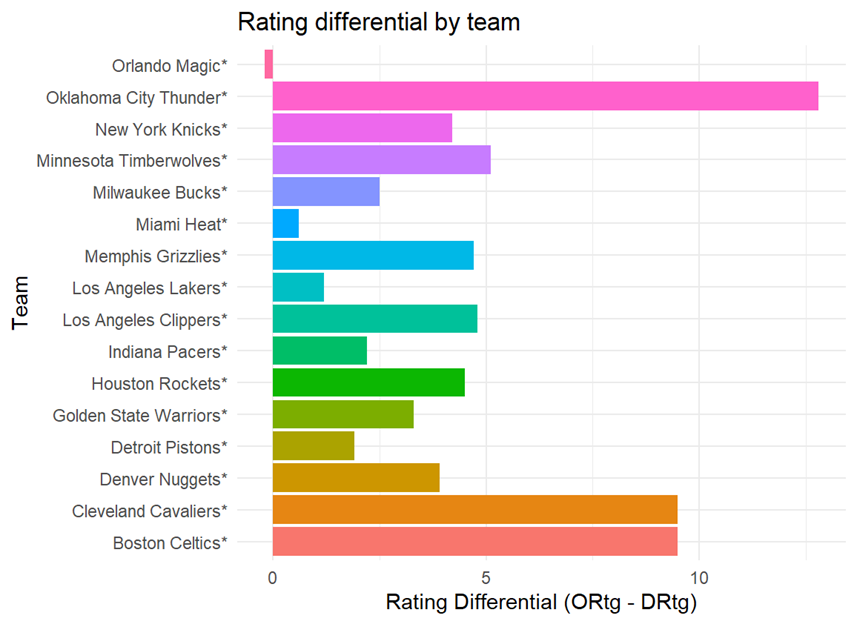 Rating differential by team
Orlando Magic*
Oklahoma City Thunder*
New York Knicks*
Minnesota Timberwolves*
Milwaukee Bucks*
Miami Heat*
Memphis Grizzlies*
Los Angeles Lakers*
Los Angeles Clippers*
Indiana Pacers*
Houston Rockets*
Golden State Warriors*
Detroit Pistons*
Denver Nuggets*
Cleveland Cavaliers*
Boston Celtics*
Team
0 5 10
Rating Differential (ORtg - DRtg)